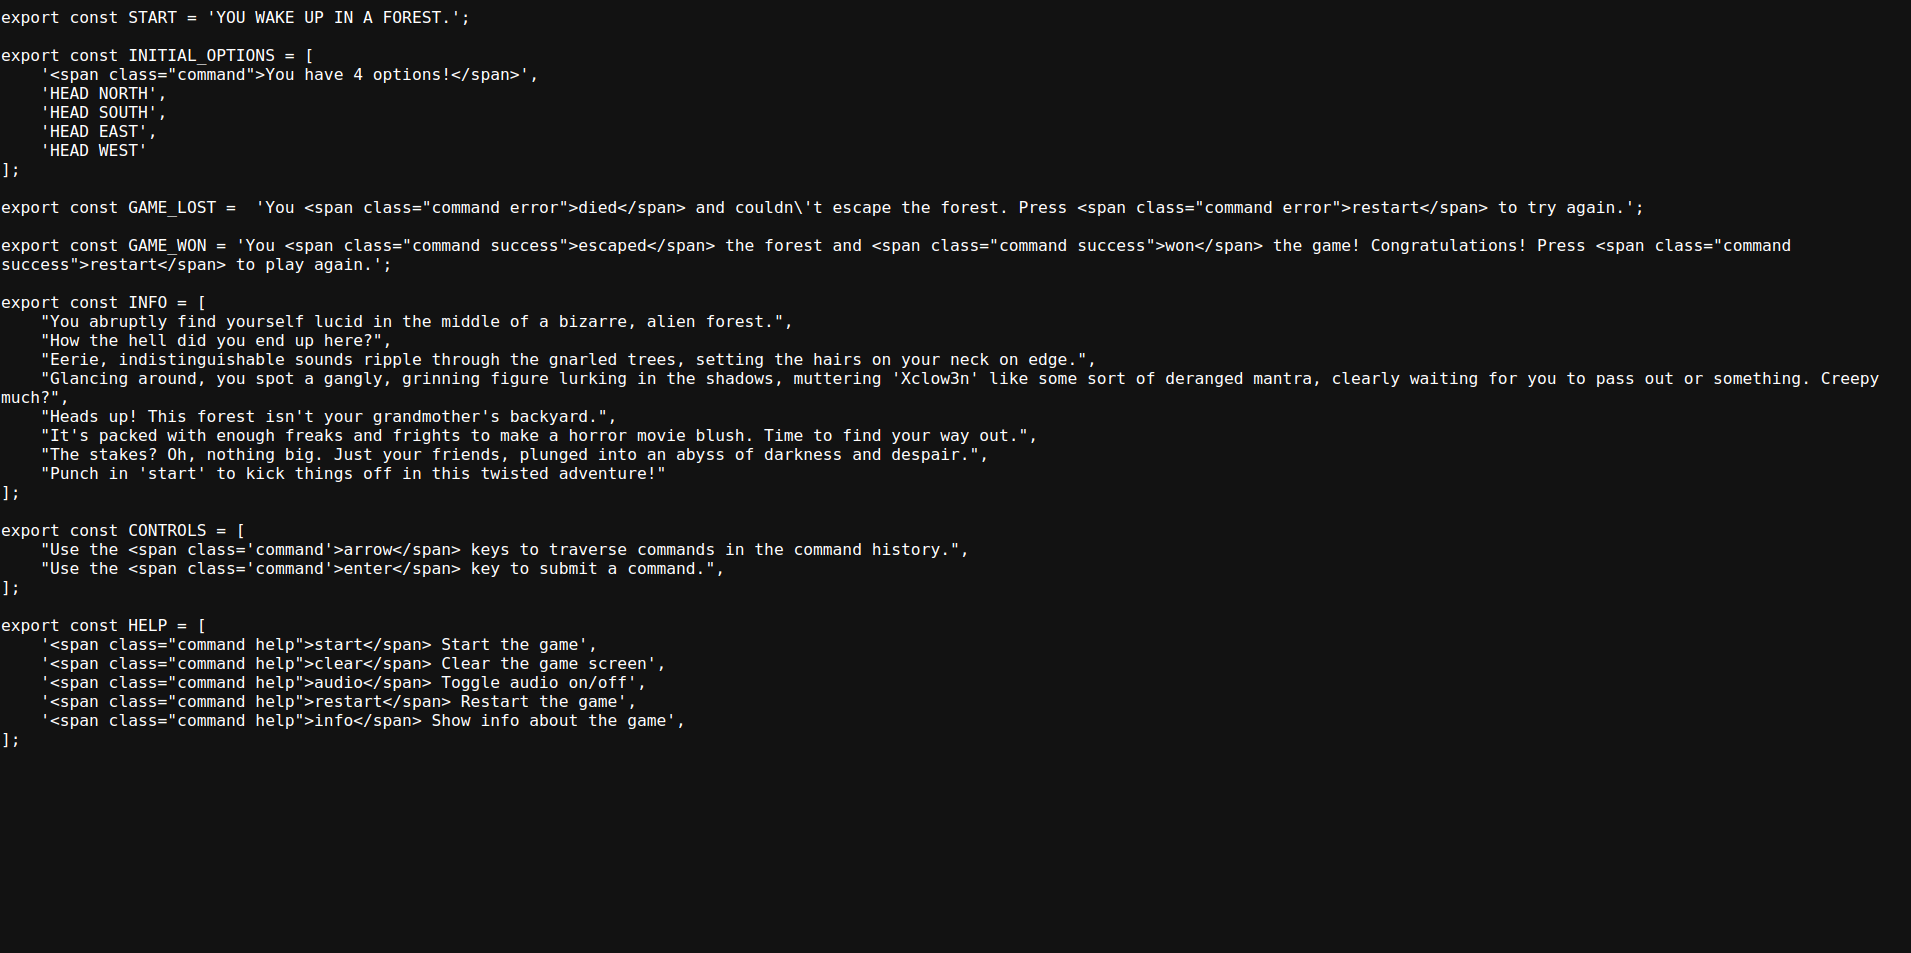 export const START = 'YOU WAKE UP IN A FOREST.';

export const INITIAL_OPTIONS = [
    '<span class="command">You have 4 options!</span>',
    'HEAD NORTH',
    'HEAD SOUTH',
    'HEAD EAST',
    'HEAD WEST'
];

export const GAME_LOST =  'You <span class="command error">died</span> and couldn\'t escape the forest. Press <span class="command error">restart</span> to try again.';

export const GAME_WON = 'You <span class="command success">escaped</span> the forest and <span class="command success">won</span> the game! Congratulations! Press <span class="command
success">restart</span> to play again.';

export const INFO = [
    "You abruptly find yourself lucid in the middle of a bizarre, alien forest.",
    "How the hell did you end up here?",
    "Eerie, indistinguishable sounds ripple through the gnarled trees, setting the hairs on your neck on edge.",
    "Glancing around, you spot a gangly, grinning figure lurking in the shadows, muttering 'Xclow3n' like some sort of deranged mantra, clearly waiting for you to pass out or something. Creepy
much?",
    "Heads up! This forest isn't your grandmother's backyard.",
    "It's packed with enough freaks and frights to make a horror movie blush. Time to find your way out.",
    "The stakes? Oh, nothing big. Just your friends, plunged into an abyss of darkness and despair.",
    "Punch in 'start' to kick things off in this twisted adventure!"
];

export const CONTROLS = [
    "Use the <span class='command'>arrow</span> keys to traverse commands in the command history.",
    "Use the <span class='command'>enter</span> key to submit a command.",
];

export const HELP = [
    '<span class="command help">start</span> Start the game',
    '<span class="command help">clear</span> Clear the game screen',
    '<span class="command help">audio</span> Toggle audio on/off',
    '<span class="command help">restart</span> Restart the game',
    '<span class="command help">info</span> Show info about the game',
];